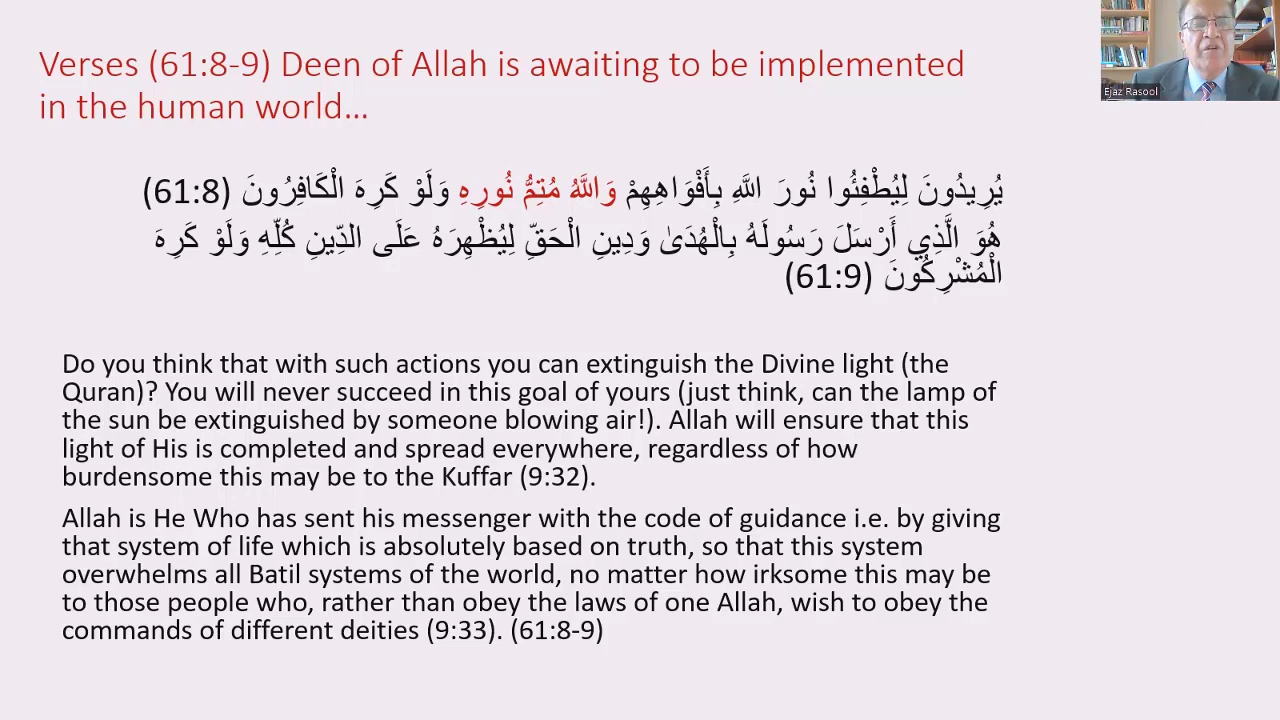 Verses (61:8-9) Deen of Allah is awaiting to be implemented
in the human world...
Ejaz Rasool
يُرِيدُونَ لِيُطْفِئُوا نُورَ اللَّهِ بِأَفْوَاهِهِمْ وَاللَّهُ مُتِمُّ نُورِهِ وَلَوْ كَرِهَ الْكَافِرُونَ (61:8)
هُوَ الَّذِي أَرْسَلَ رَسُولَهُ بِالْهُدَىٰ وَدِينِ الْحَقِّ لِيُظْهِرَهُ عَلَى الدِّينِ كُلِّهِ وَلَوْ كَرِهَ
الْمُشْرِكُونَ (61:9)
Do you think that with such actions you can extinguish the Divine light (the
Quran)? You will never succeed in this goal of yours (just think, can the lamp of
the sun be extinguished by someone blowing air!). Allah will ensure that this
light of His is completed and spread everywhere, regardless of how
burdensome this may be to the Kuffar (9:32).
Allah is He Who has sent his messenger with the code of guidance i.e. by giving
that system of life which is absolutely based on truth, so that this system
overwhelms all Batil systems of the world, no matter how irksome this may be
to those people who, rather than obey the laws of one Allah, wish to obey the
commands of different deities (9:33). (61:8-9)